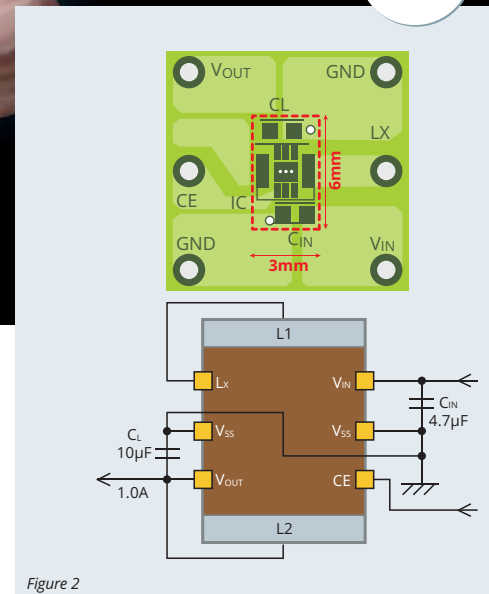 VOUT GND
CL
LX
6mm
CE IC
GND CIN VIN
3mm
L1
LX VIN
CIN
4.7µF
CL
10µF
VSS VSS
VOUT CE
1.0A
L2
Figure 2